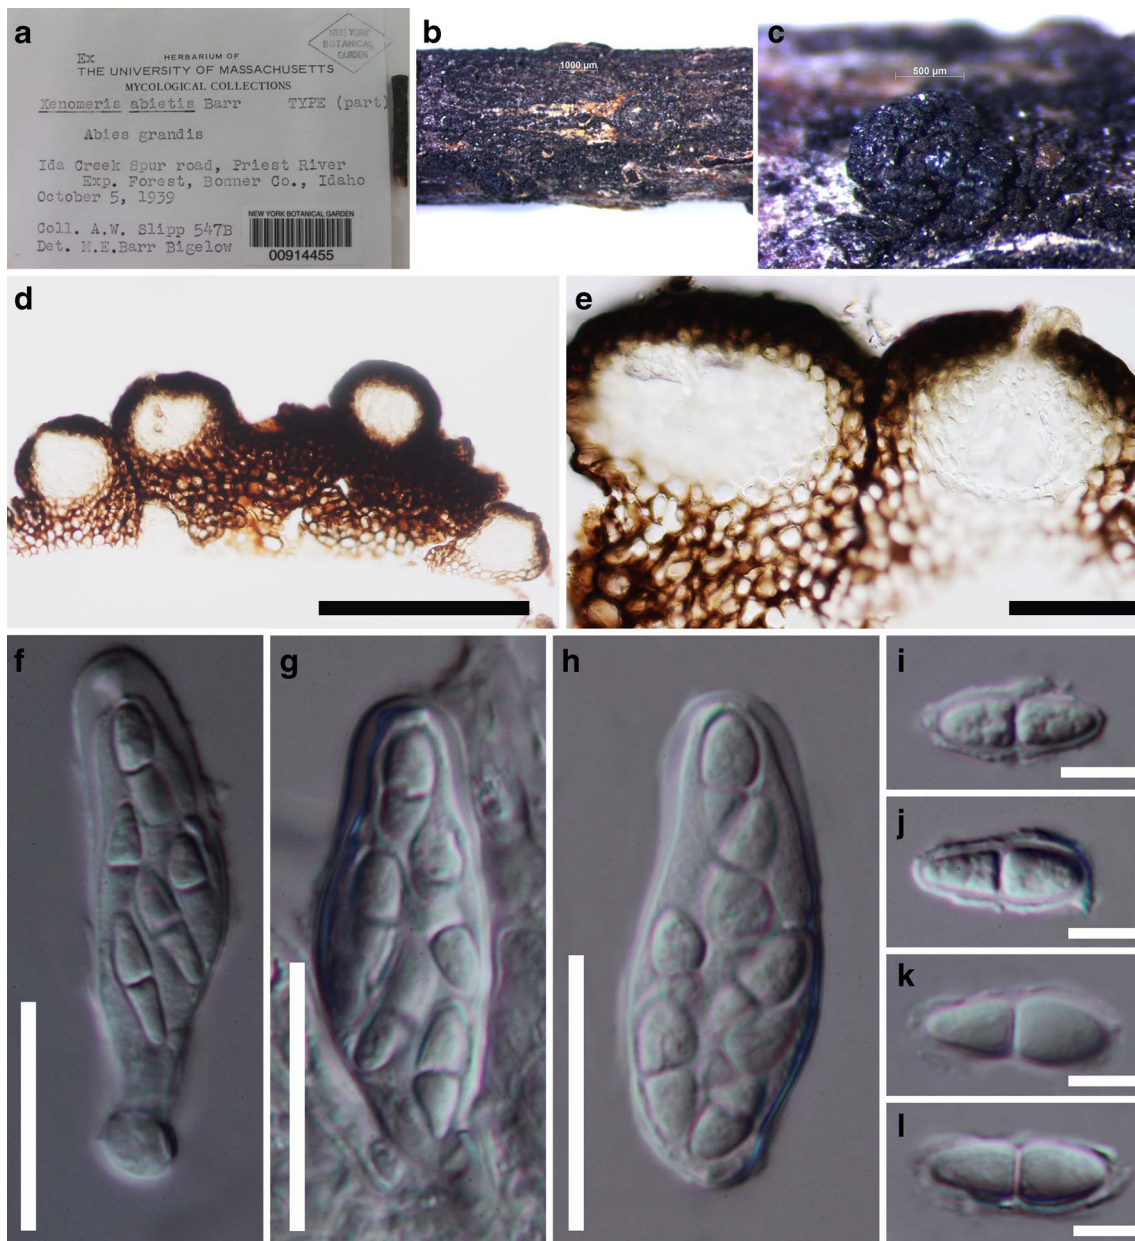 a
Ex
HERBARIUM OF
THE UNIVERSITY OF MASSACHUSETTS
MYCOLOGICAL COLLECTIONS
NEW YORK
BOTANICAL
GARDEN
Xenomeris abietis Barr TYPE (part)
Abies grandis
Ida Creek Spur road, Priest River
Exp. Forest, Bonner Co., Idaho
October 5, 1939
Coll. A.W. Slipp 547B
Det. M.E.Barr Bigelow
NEW YORK BOTANICAL GARDEN
00914455
b
1000 µm
c
500 µm
d
e
f
g
h
i
j
k
l